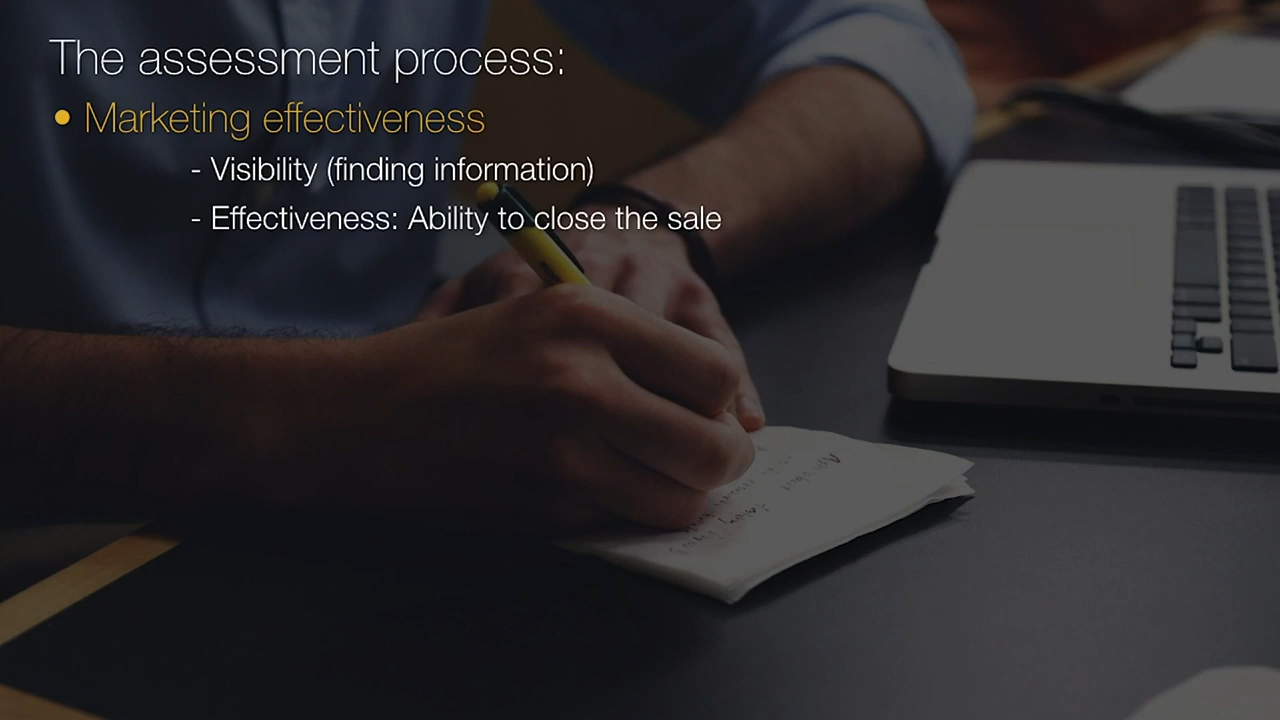 The assessment process:
• Marketing effectiveness
- Visibility (finding information)
- Effectiveness: Ability to close the sale